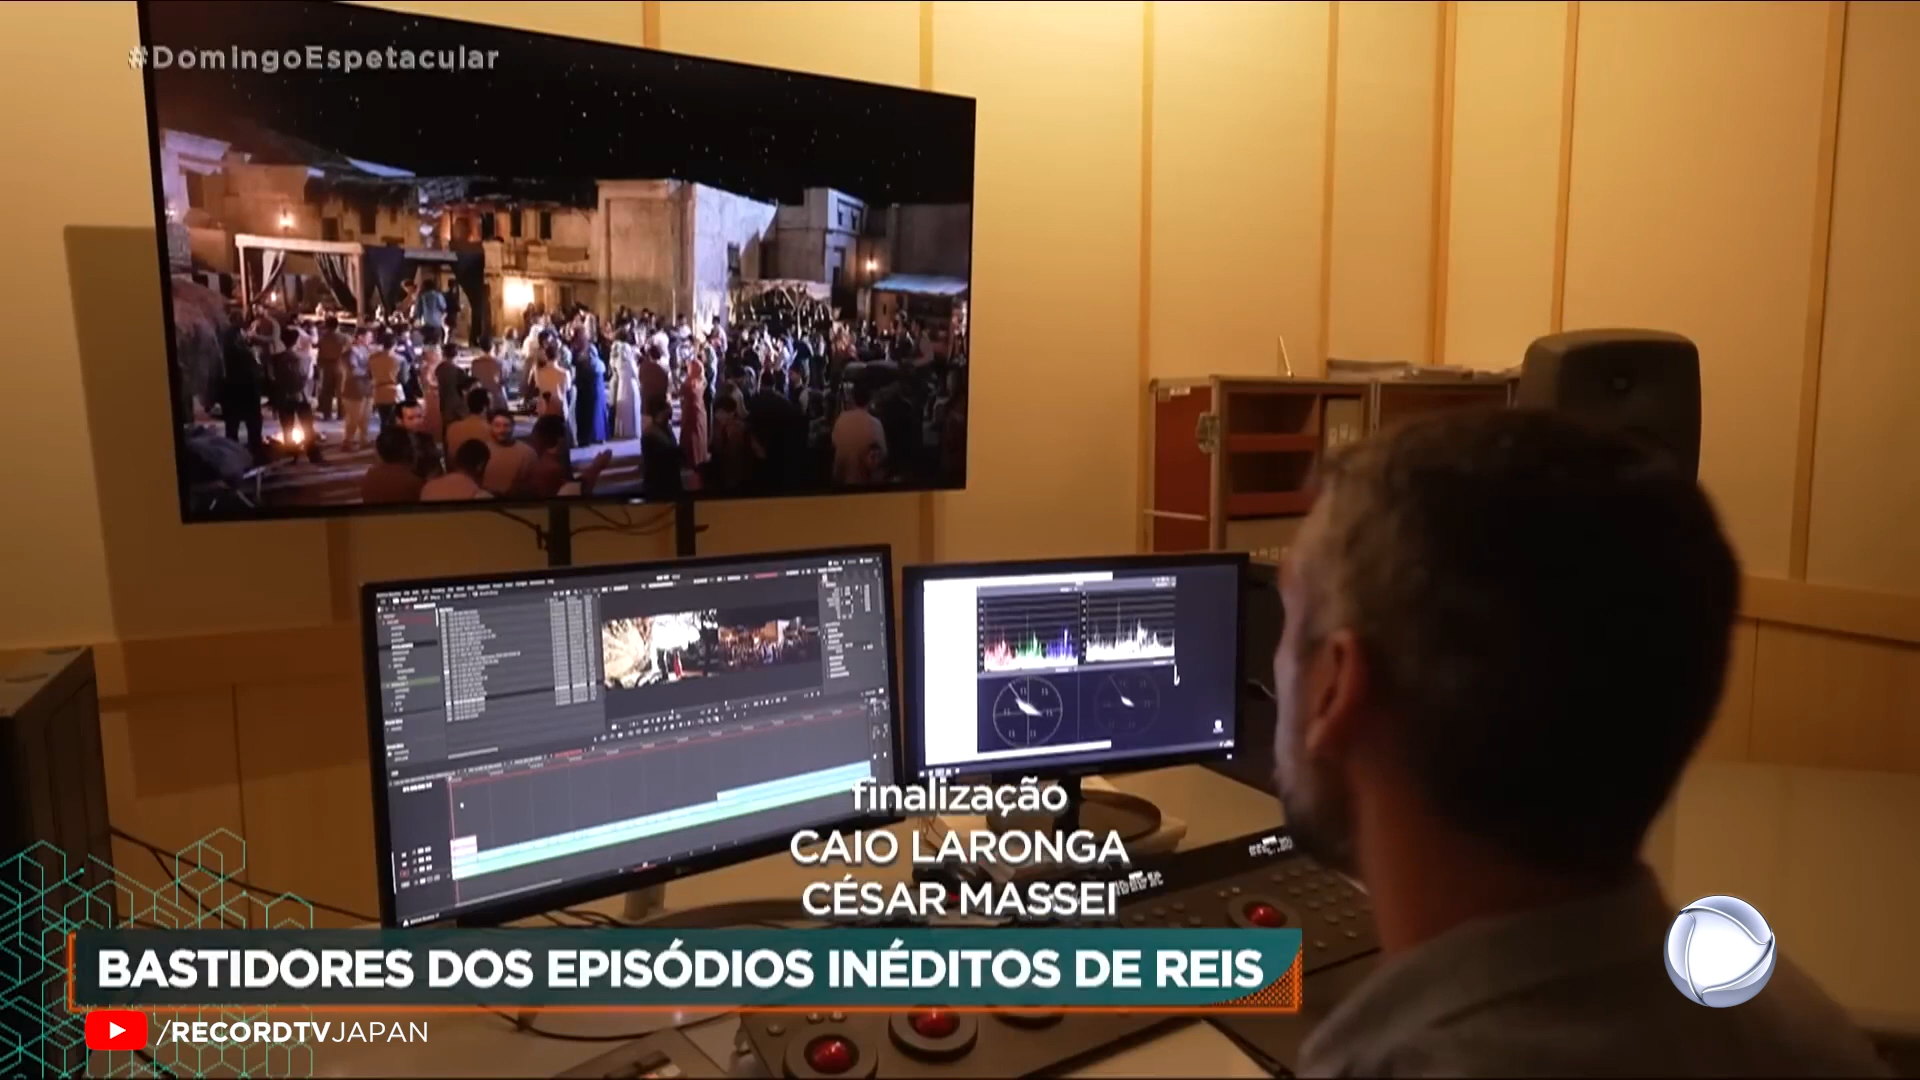 #DomingoEspetacular
finalização
CAIO LARONGA
CÉSAR MASSEI
BASTIDORES DOS EPISÓDIOS INÉDITOS DE REIS
/RECORDTVJAPAN